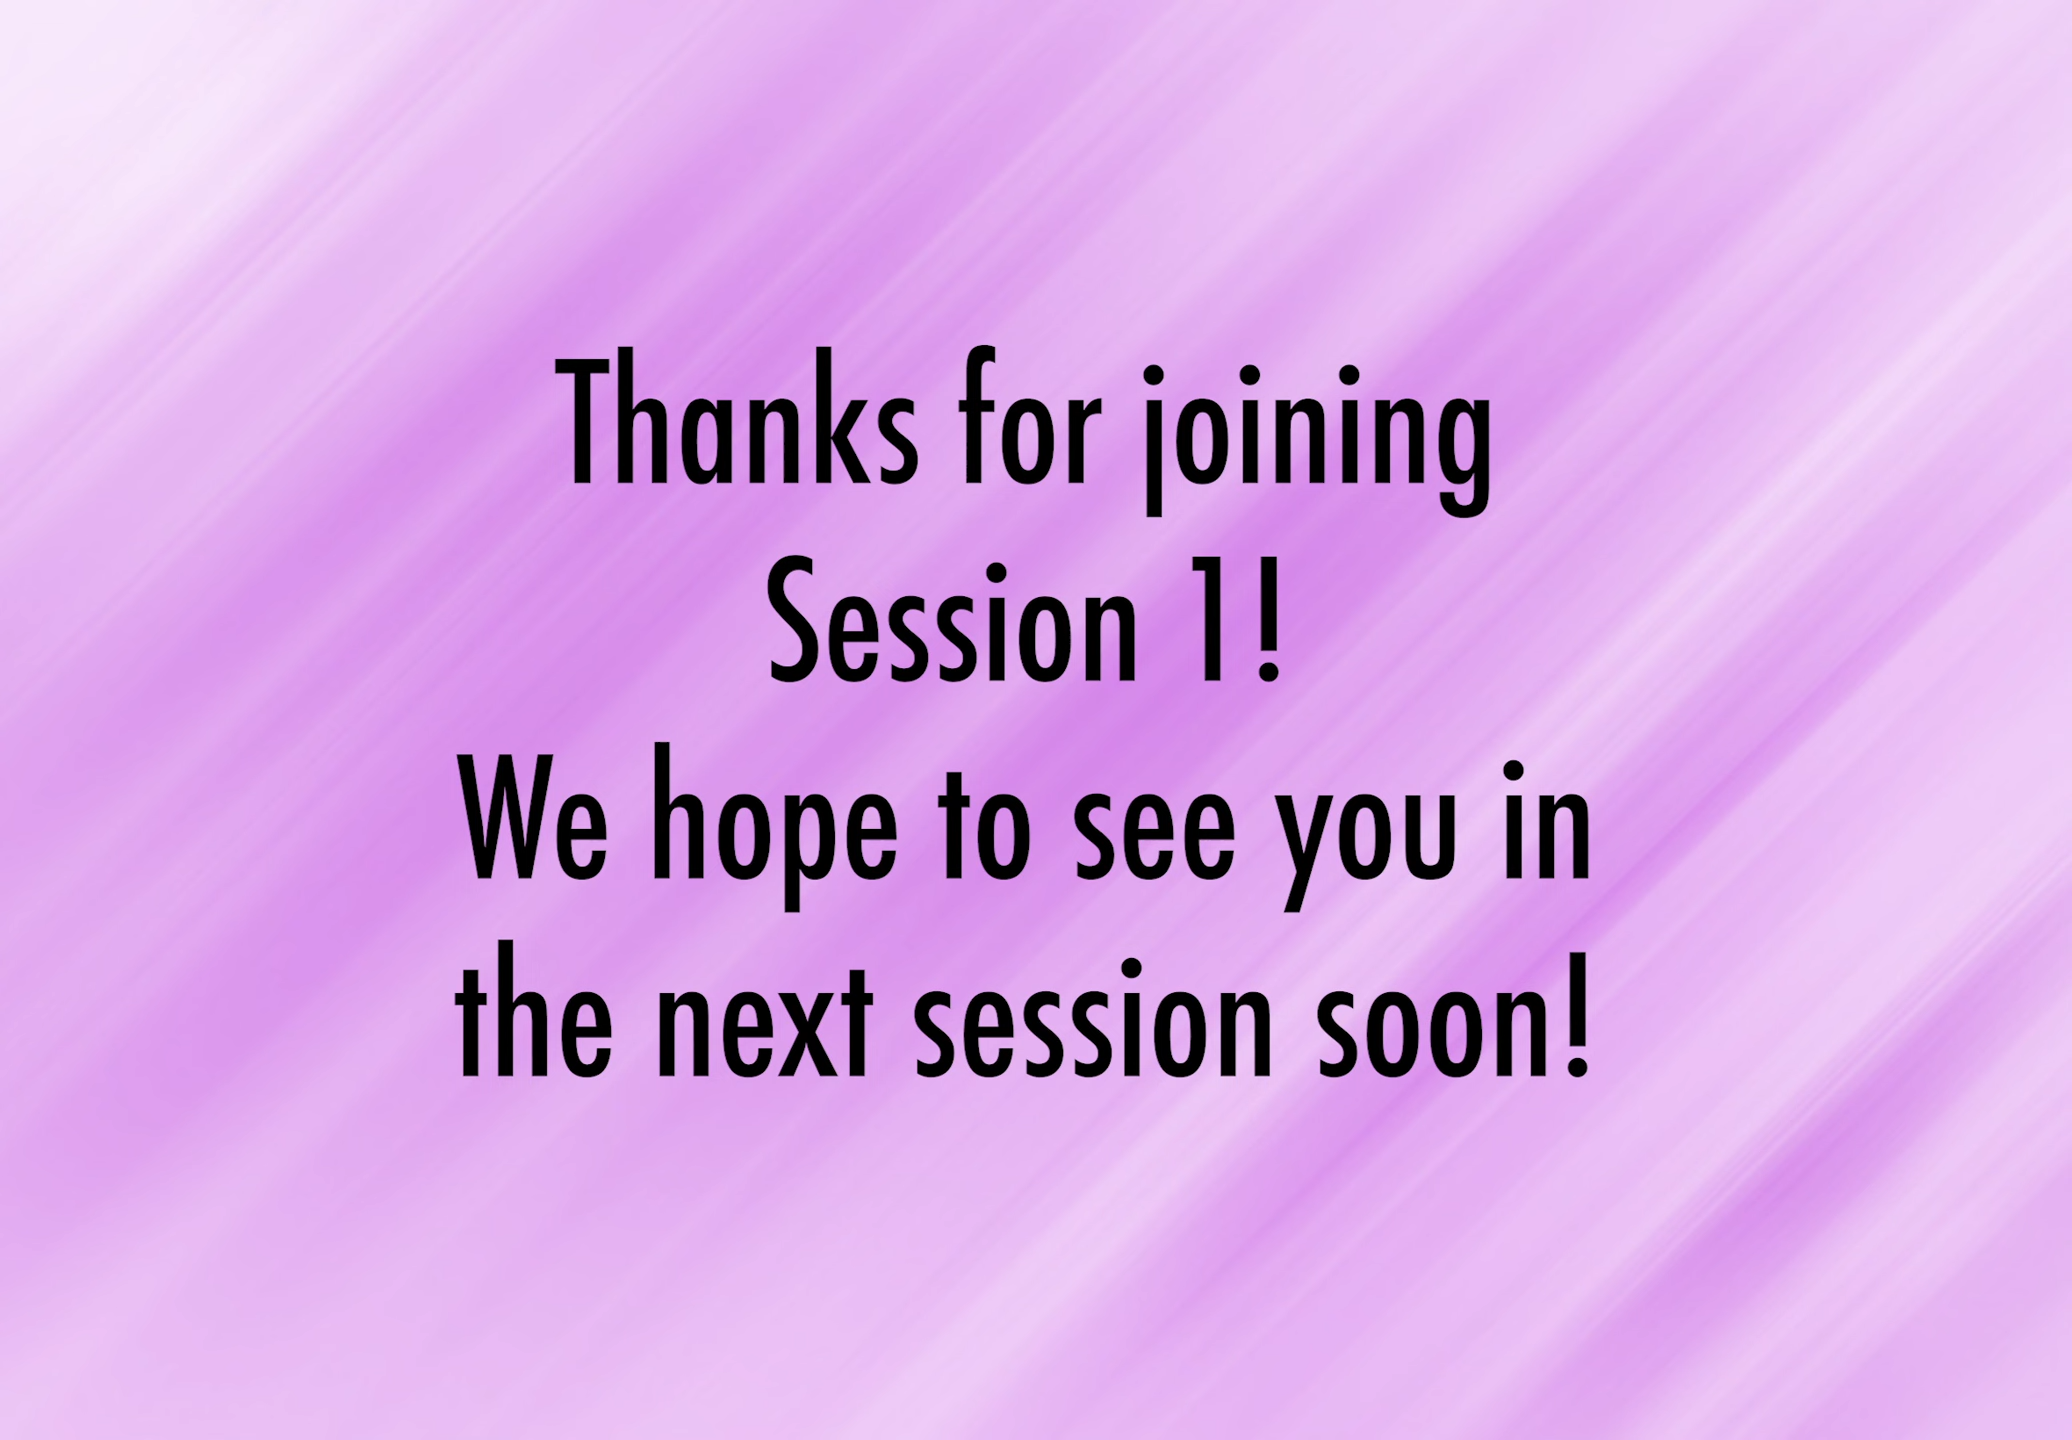 Thanks for joining
Session 1!
We hope to see you in
the next session soon!